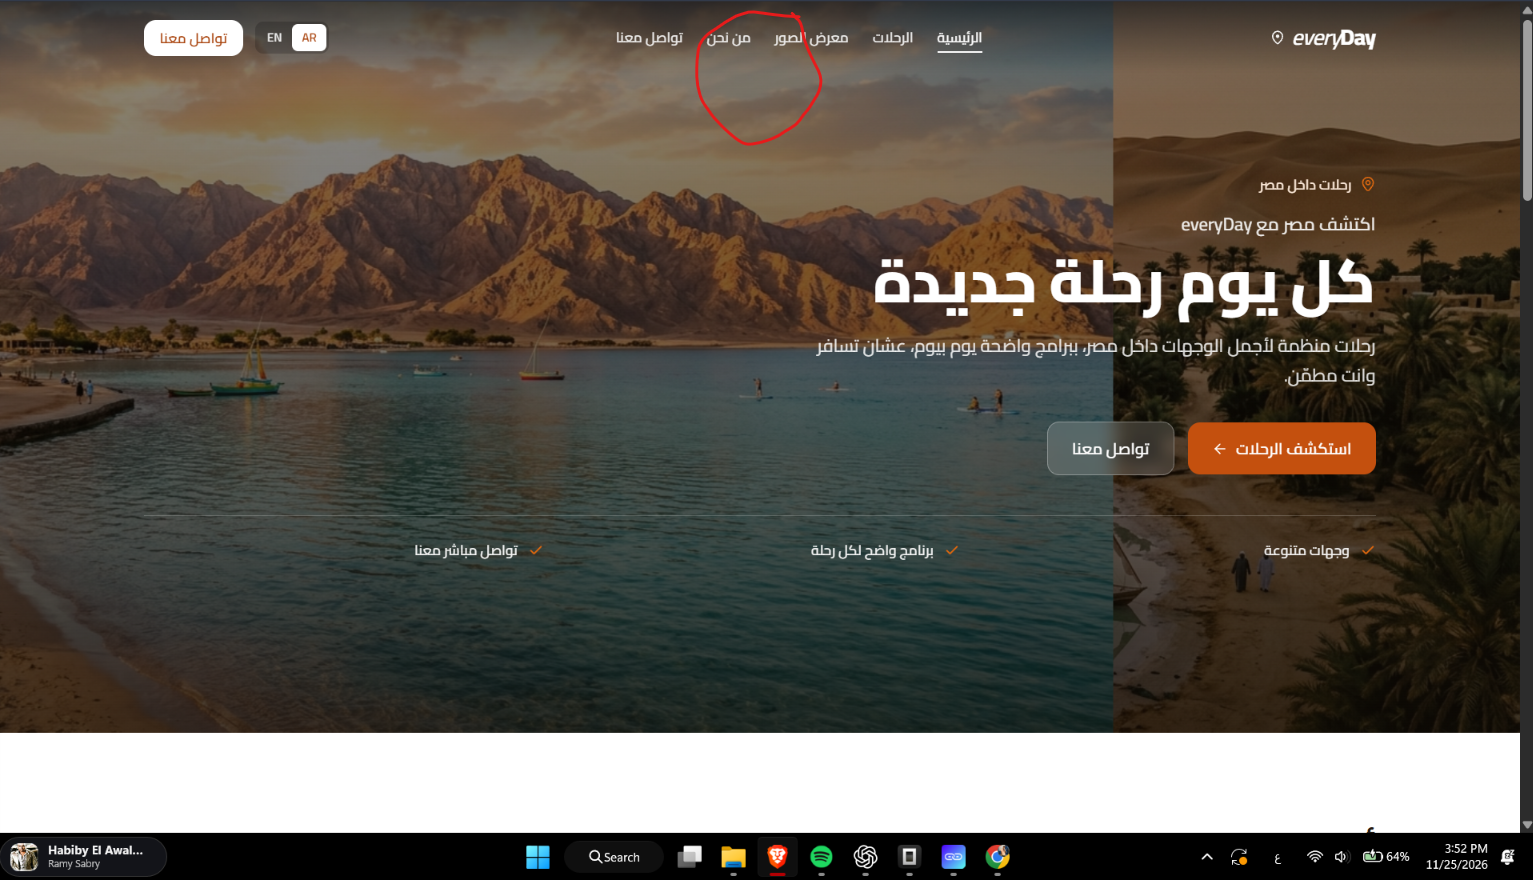 everyDay
الرئيسية
الرحلات
معرض الصور
من نحن
تواصل معنا
AR
EN
تواصل معنا
رحلات داخل مصر
اكتشف مصر مع everyDay
كل يوم رحلة جديدة
رحلات منظمة لأجمل الوجهات داخل مصر، ببرامج واضحة يوم بيوم، عشان تسافر
وانت مطمّن.
استكشف الرحلات
تواصل معنا
وجهات متنوعة
برنامج واضح لكل رحلة
تواصل مباشر معنا
Habiby El Awal...
Ramy Sabry
Search
ع
64%
3:52 PM
11/25/2026